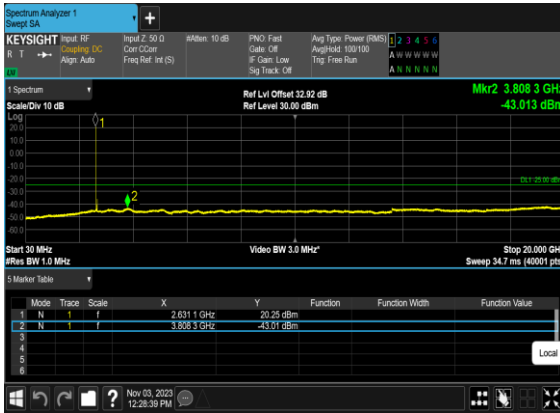 Spectrum Analyzer 1
Swept SA
+
KEYSIGHT Input: RF Input Z: 50 Ω #Atten: 10 dB PNO: Fast Avg Type: Power (RMS) 1 2 3 4 5 6
R T Coupling: DC Corr CCorr Gate: Off Avg|Hold: 100/100 A W W W W W
Align: Auto Freq Ref: Int (S) IF Gain: Low Trig: Free Run
Sig Track: Off A N N N N N
1 Spectrum
Scale/Div 10 dB
Ref Lvl Offset 32.92 dB
Ref Level 30.00 dBm
Mkr2 3.808 3 GHz
-43.013 dBm
Log
20.0
10.0
0.00
-10.0
-20.0
-30.0
-40.0
-50.0
-60.0
1
2
DL1 -25.00 dBm
Start 30 MHz Video BW 3.0 MHz* Stop 20.000 GHz
#Res BW 1.0 MHz Sweep 34.7 ms (40001 pts)
5 Marker Table
Mode Trace Scale X Y Function Function Width Function Value
1 N 1 f 2.631 1 GHz 20.25 dBm
2 N 1 f 3.808 3 GHz -43.01 dBm
3
4
5
6
Local
? Nov 03, 2023
12:28:39 PM